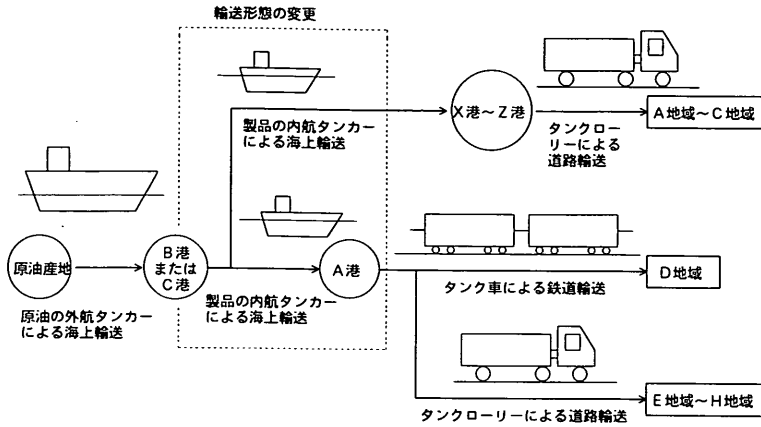 輸送形態の変更
製品の内航タンカー
による海上輸送
X港～Z港
タンクロー
リーによる
道路輸送
A地域～C地域
原油産地
原油の外航タンカー
による海上輸送
B港
または
C港
製品の内航タンカー
による海上輸送
A港
タンク車による鉄道輸送
D地域
タンクローリーによる道路輸送
E地域～H地域